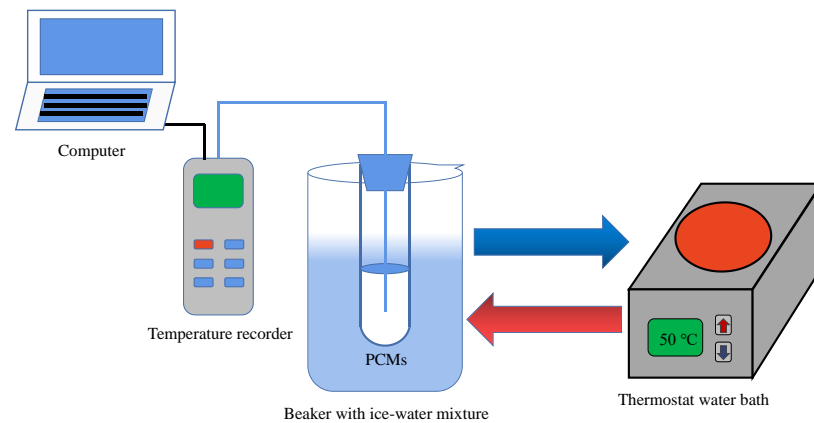 Computer
Temperature recorder
PCMs
Beaker with ice-water mixture
50 ℃
Thermostat water bath